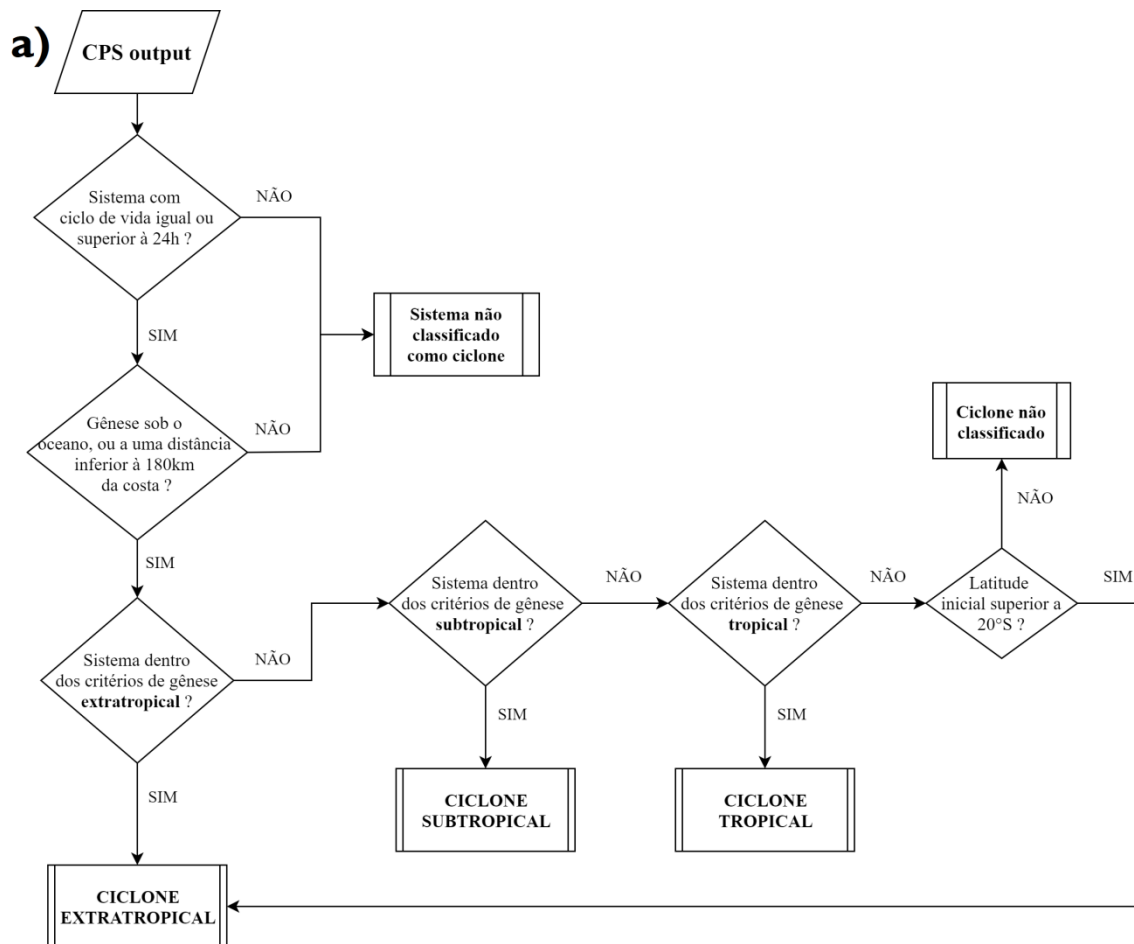 a)
CPS output
Sistema com
ciclo de vida igual ou
superior à 24h ?
NÃO
SIM
Sistema não
classificado
como ciclone
Gênese sob o
oceano, ou a uma distância
inferior à 180km
da costa ?
NÃO
SIM
Sistema dentro
dos critérios de gênese
extratropical ?
NÃO
SIM
CICLONE
EXTRATROPICAL
Sistema dentro
dos critérios de gênese
subtropical ?
NÃO
SIM
CICLONE
SUBTROPICAL
Sistema dentro
dos critérios de gênese
tropical ?
NÃO
SIM
CICLONE
TROPICAL
Latitude
inicial superior a
20°S ?
NÃO
SIM
Ciclone não
classificado